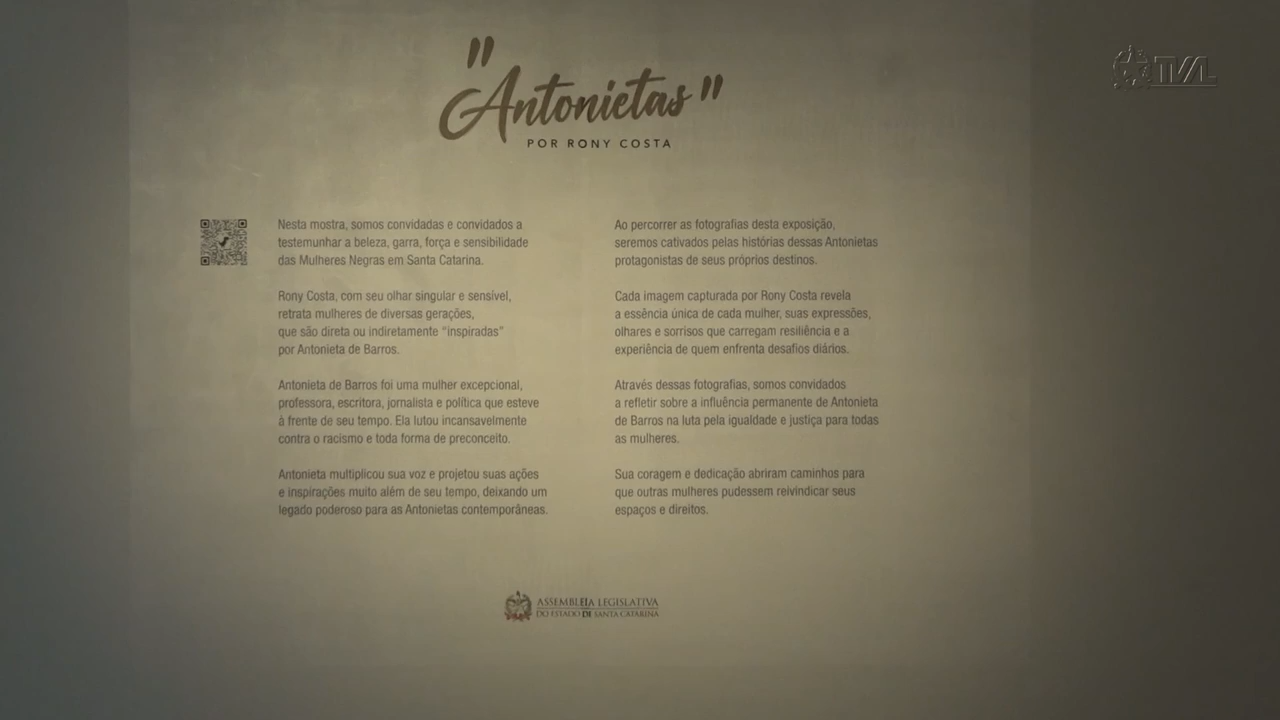 "Antonietas"
POR RONY COSTA
TVAL
Nesta mostra, somos convidadas e convidados a
testemunhar a beleza, garra, força e sensibilidade
das Mulheres Negras em Santa Catarina.
Rony Costa, com seu olhar singular e sensível,
retrata mulheres de diversas gerações,
que são direta ou indiretamente “inspiradas”
por Antonieta de Barros.
Antonieta de Barros foi uma mulher excepcional,
professora, escritora, jornalista e política que esteve
à frente de seu tempo. Ela lutou incansavelmente
contra o racismo e toda forma de preconceito.
Antonieta multiplicou sua voz e projetou suas ações
e inspirações muito além de seu tempo, deixando um
legado poderoso para as Antonietas contemporâneas.
Ao percorrer as fotografias desta exposição,
seremos cativados pelas histórias dessas Antonietas
protagonistas de seus próprios destinos.
Cada imagem capturada por Rony Costa revela
a essência única de cada mulher, suas expressões,
olhares e sorrisos que carregam resiliência e a
experiência de quem enfrenta desafios diários.
Através dessas fotografias, somos convidados
a refletir sobre a influência permanente de Antonieta
de Barros na luta pela igualdade e justiça para todas
as mulheres.
Sua coragem e dedicação abriram caminhos para
que outras mulheres pudessem reivindicar seus
espaços e direitos.
ASSEMBLEIA LEGISLATIVA
DO ESTADO DE SANTA CATARINA